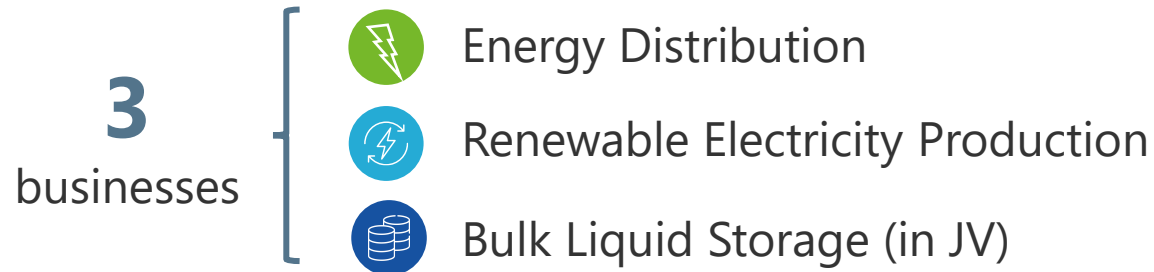 3
businesses
Energy Distribution
Renewable Electricity Production
Bulk Liquid Storage (in JV)